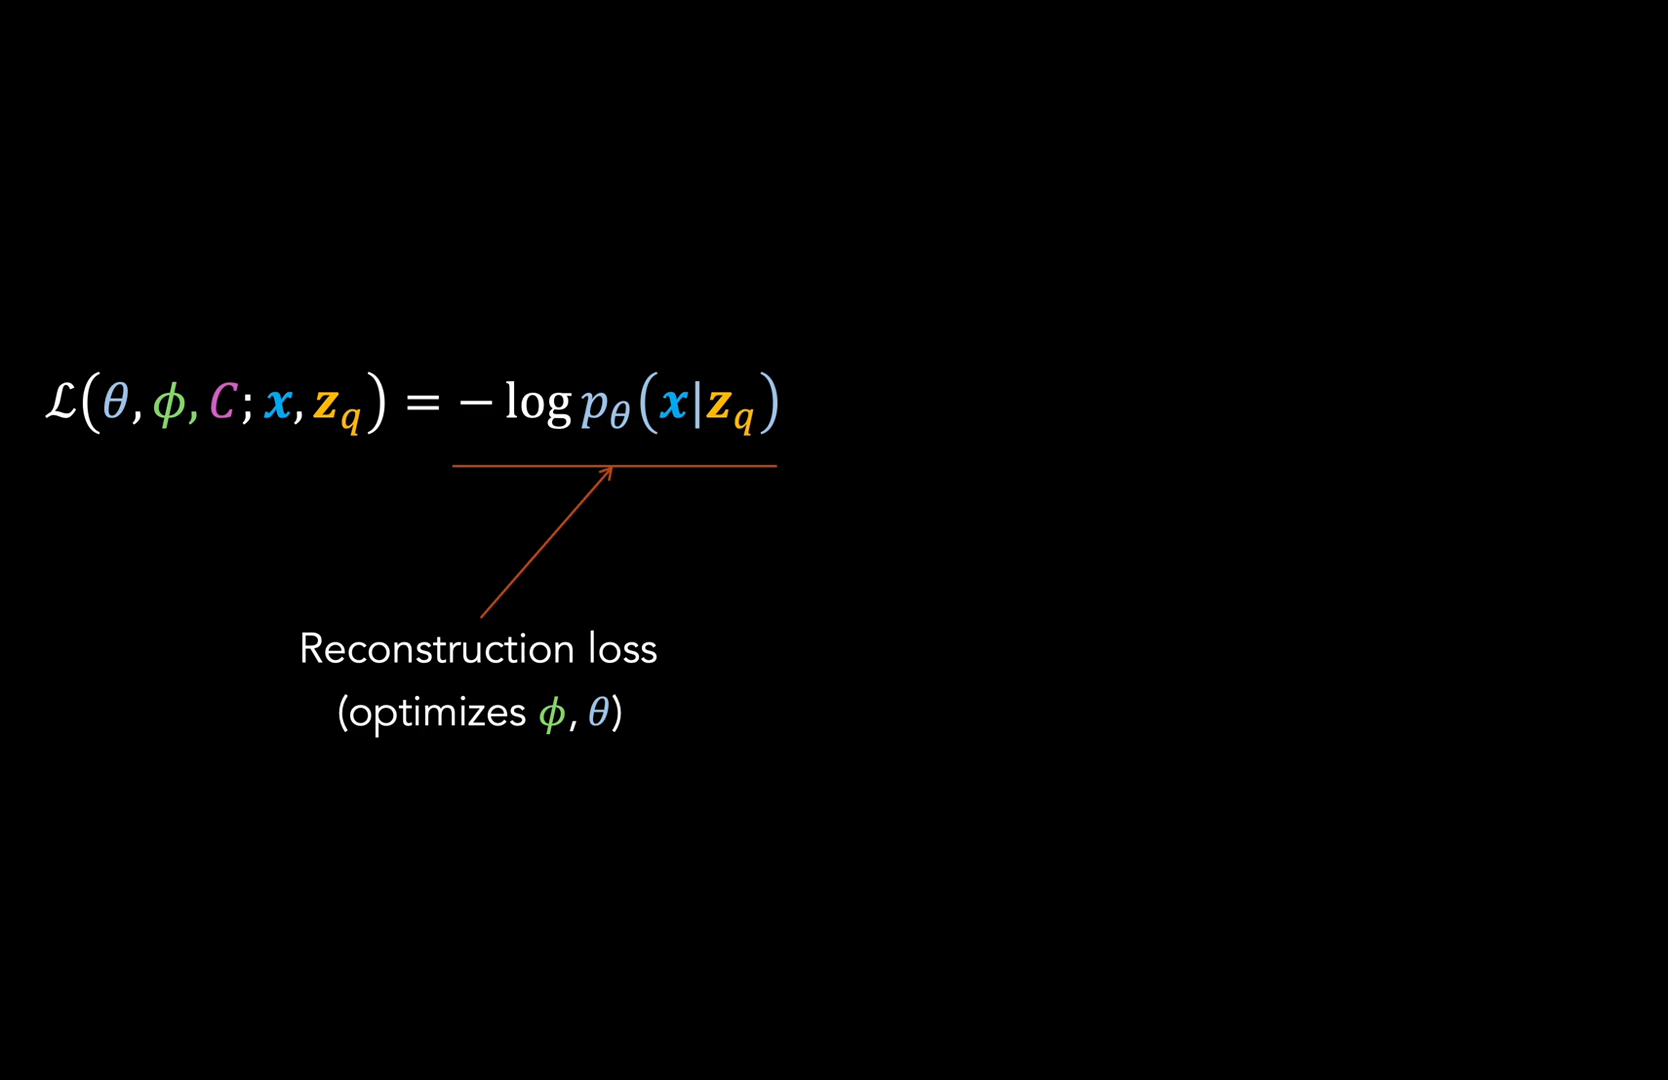 ℒ(θ, ϕ, C; x, z_q) = − log p_θ(x|z_q)
Reconstruction loss
(optimizes ϕ, θ)